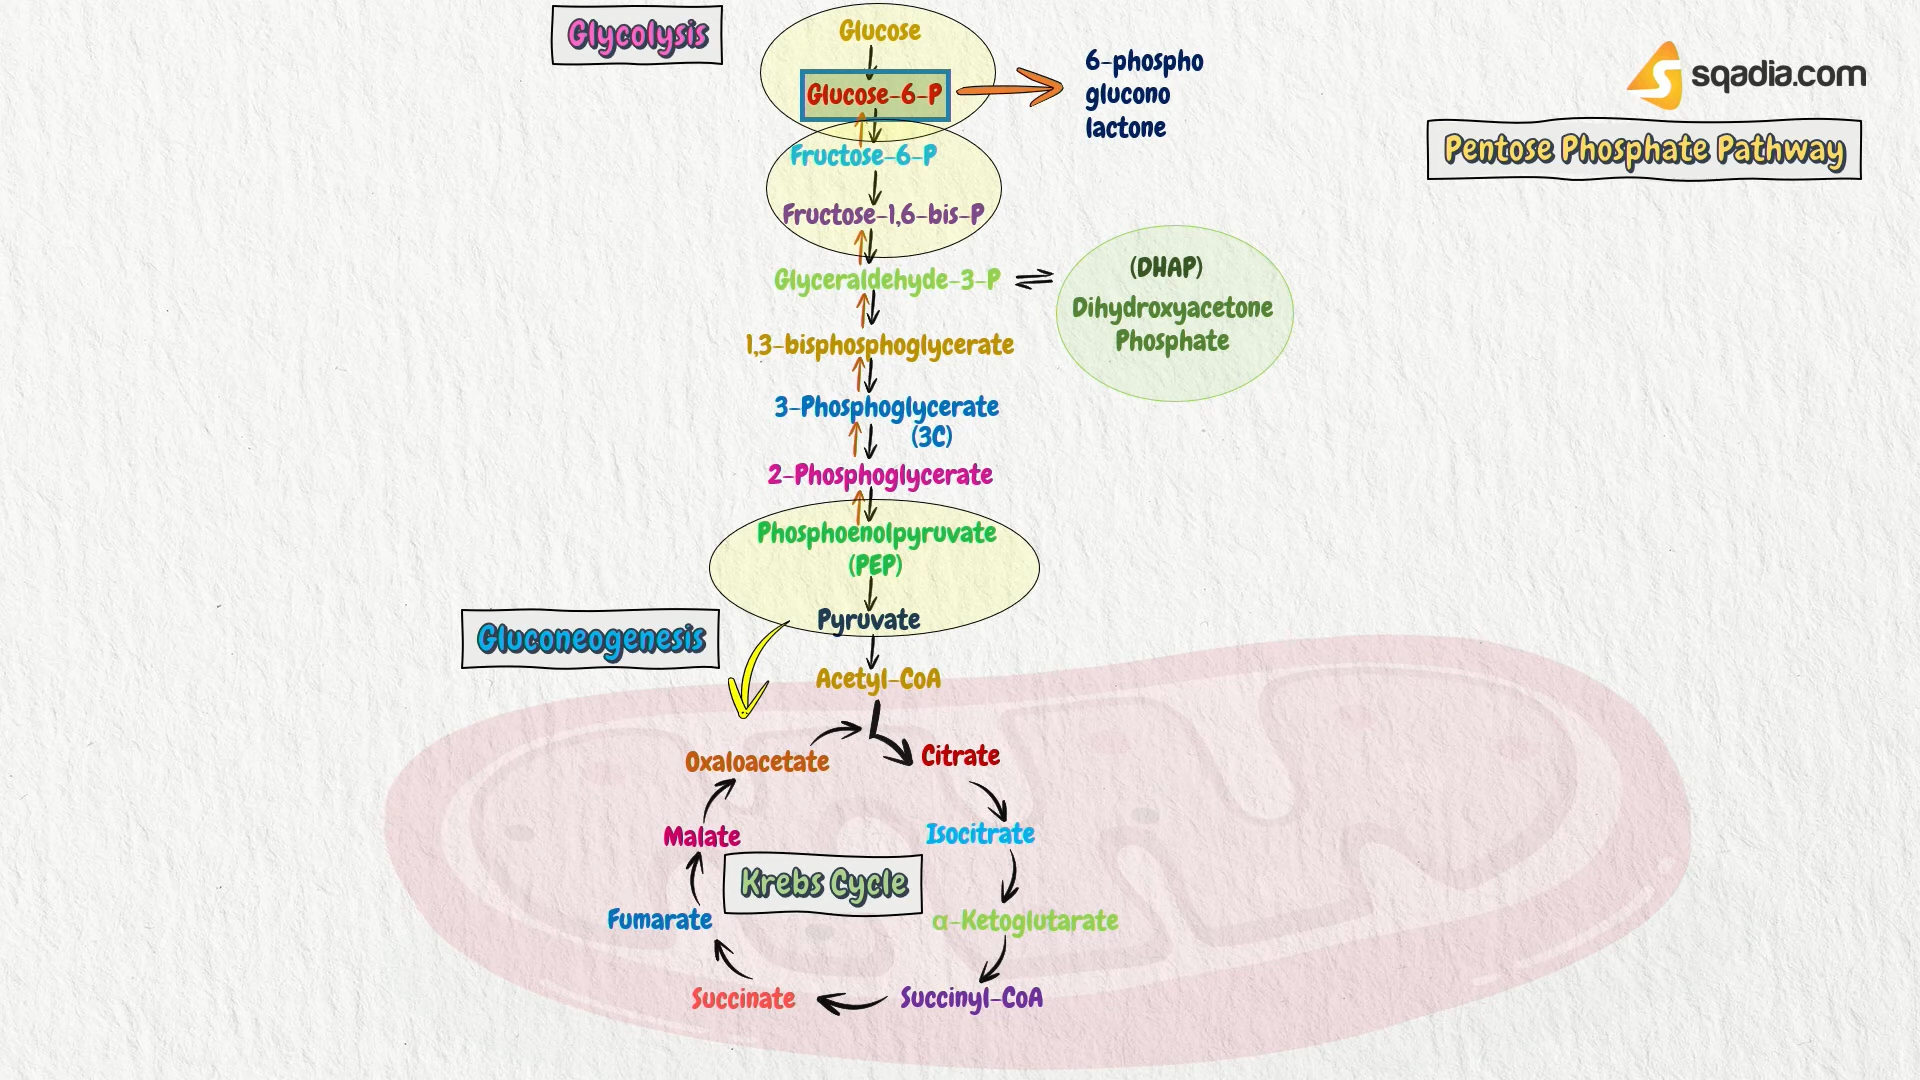 Glycolysis
Glucose
Glucose-6-P
6-phospho
glucono
lactone
sqadia.com
Pentose Phosphate Pathway
Fructose-6-P
Fructose-1,6-bis-P
Glyceraldehyde-3-P
(DHAP)
Dihydroxyacetone
Phosphate
1,3-bisphosphoglycerate
3-Phosphoglycerate
(3C)
2-Phosphoglycerate
Phosphoenolpyruvate
(PEP)
Pyruvate
Gluconeogenesis
Acetyl-CoA
Oxaloacetate
Citrate
Malate
Isocitrate
Krebs Cycle
Fumarate
α-Ketoglutarate
Succinate
Succinyl-CoA